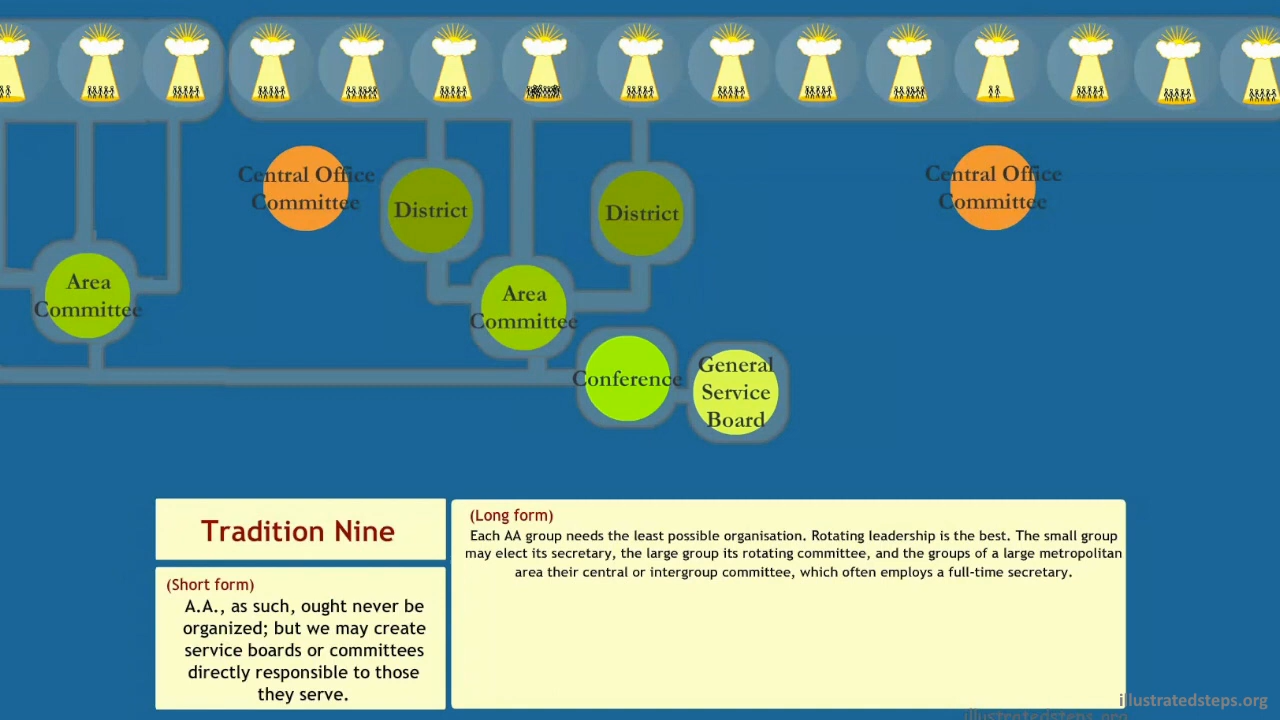 Central Office
Committee
District
District
Central Office
Committee
Area
Committee
Area
Committee
Conference
General
Service
Board
Tradition Nine
(Short form)
A.A., as such, ought never be
organized; but we may create
service boards or committees
directly responsible to those
they serve.
(Long form)
Each AA group needs the least possible organisation. Rotating leadership is the best. The small group
may elect its secretary, the large group its rotating committee, and the groups of a large metropolitan
area their central or intergroup committee, which often employs a full-time secretary.
illustratedsteps.org
illustratedsteps.org